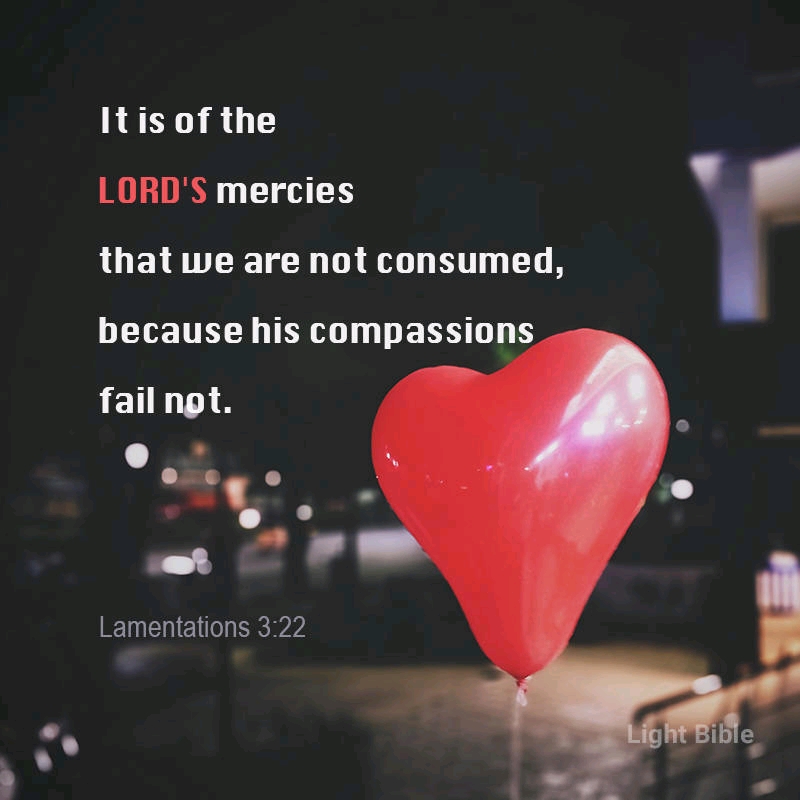 It is of the
LORD'S mercies
that we are not consumed,
because his compassions
fail not.
Lamentations 3:22
Light Bible